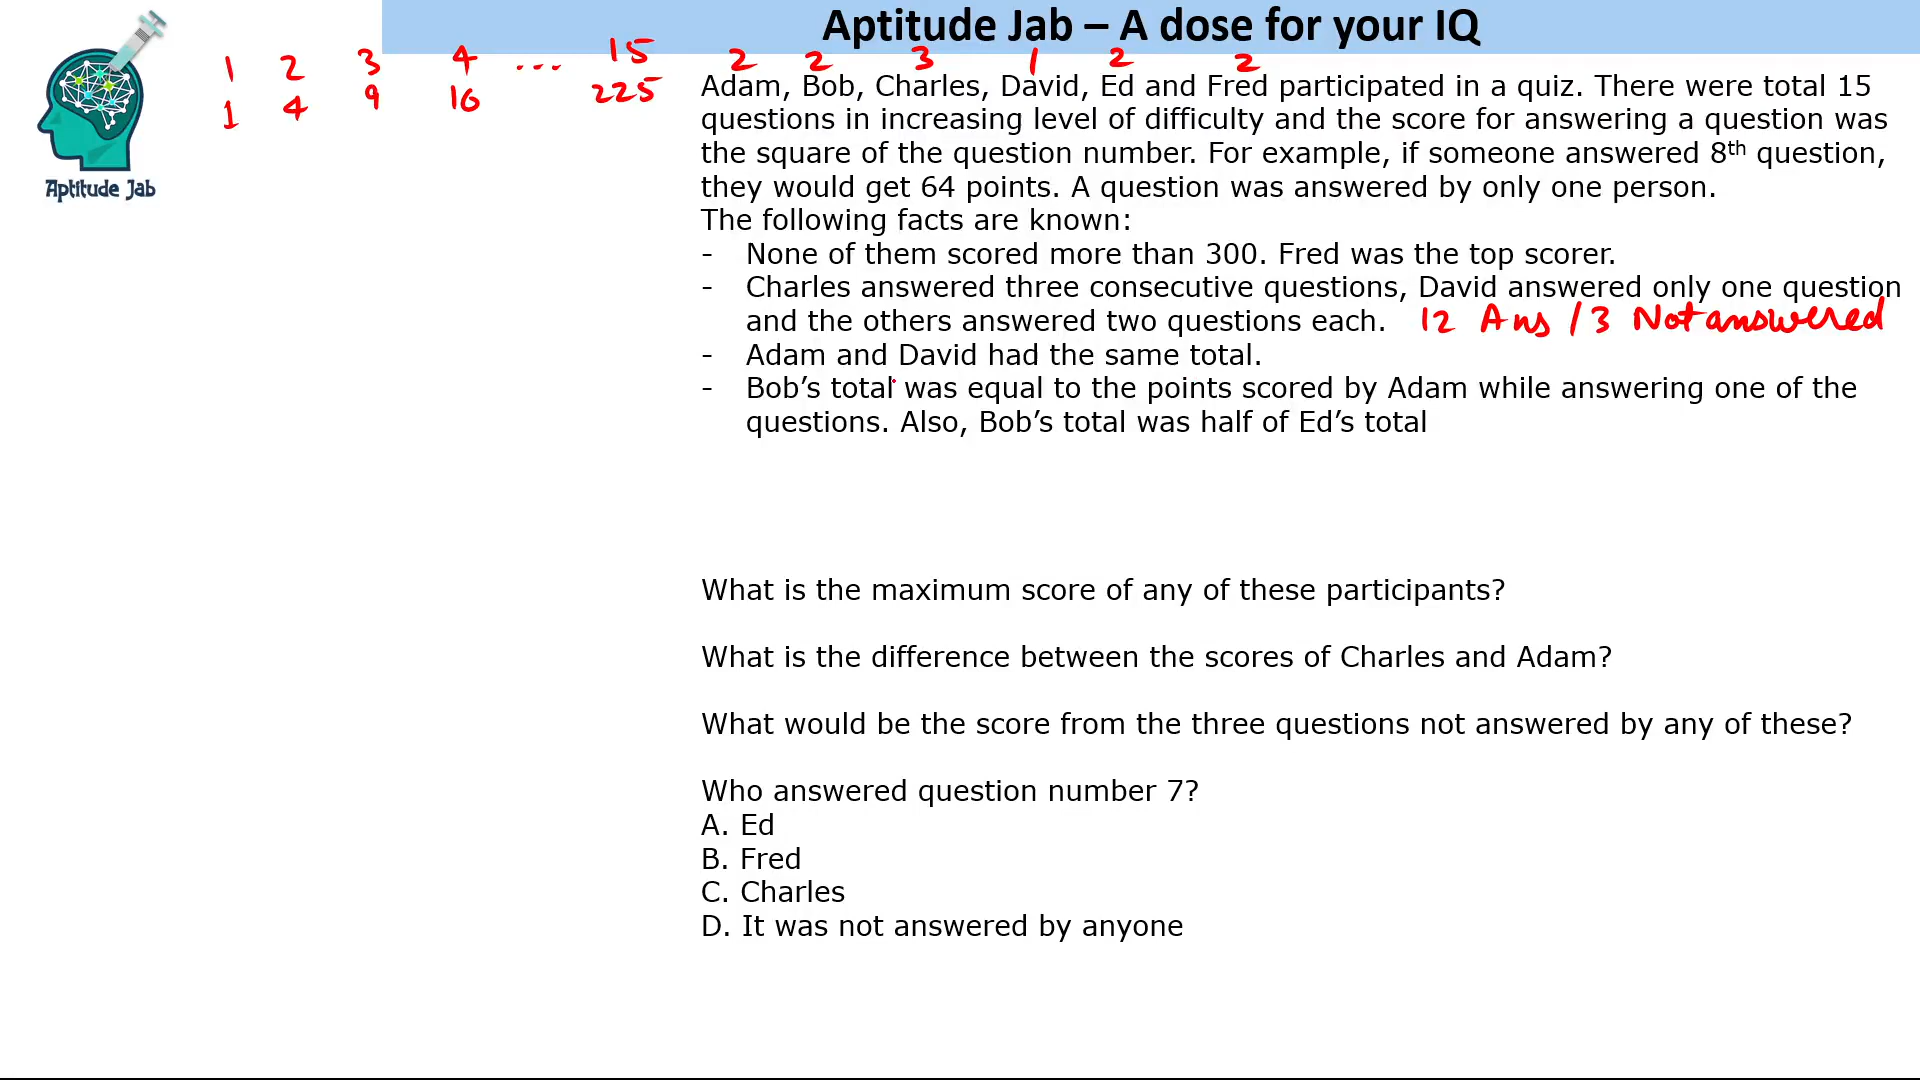 Aptitude Jab – A dose for your IQ
1 2 3 4 ... 15
1 4 9 16 225
2 2 3 1 2 2
Aptitude Jab
Adam, Bob, Charles, David, Ed and Fred participated in a quiz. There were total 15
questions in increasing level of difficulty and the score for answering a question was
the square of the question number. For example, if someone answered 8th question,
they would get 64 points. A question was answered by only one person.
The following facts are known:
- None of them scored more than 300. Fred was the top scorer.
- Charles answered three consecutive questions, David answered only one question
and the others answered two questions each. 12 Ans / 3 Not answered
- Adam and David had the same total.
- Bob’s total was equal to the points scored by Adam while answering one of the
questions. Also, Bob’s total was half of Ed’s total
What is the maximum score of any of these participants?
What is the difference between the scores of Charles and Adam?
What would be the score from the three questions not answered by any of these?
Who answered question number 7?
A. Ed
B. Fred
C. Charles
D. It was not answered by anyone